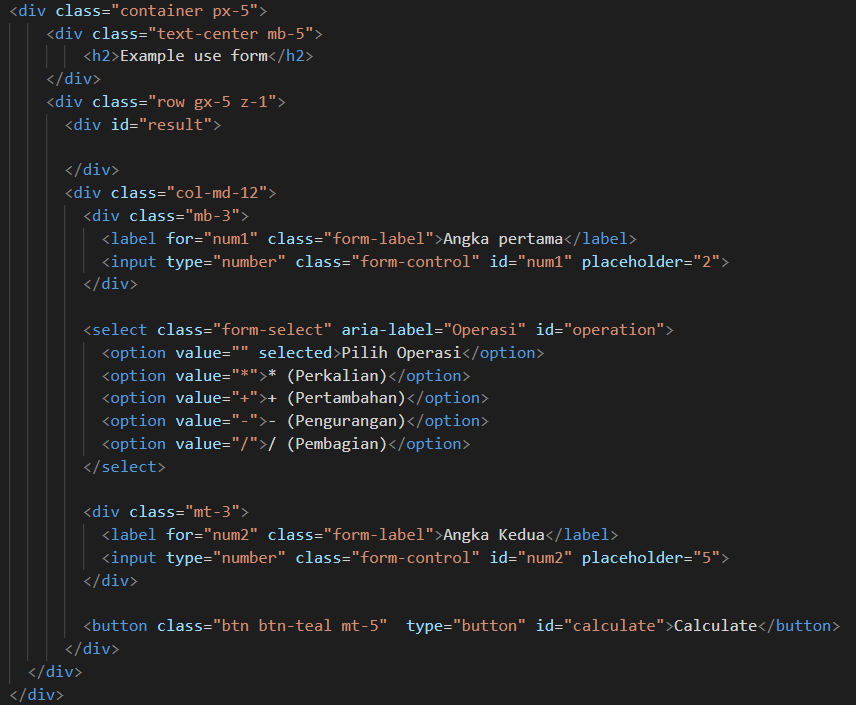 <div class="container px-5">
<div class="text-center mb-5">
<h2>Example use form</h2>
</div>
<div class="row gx-5 z-1">
<div id="result">
</div>
<div class="col-md-12">
<div class="mb-3">
<label for="num1" class="form-label">Angka pertama</label>
<input type="number" class="form-control" id="num1" placeholder="2">
</div>
<select class="form-select" aria-label="Operasi" id="operation">
<option value="" selected>Pilih Operasi</option>
<option value="*">* (Perkalian)</option>
<option value="+">+ (Pertambahan)</option>
<option value="-">- (Pengurangan)</option>
<option value="/">/ (Pembagian)</option>
</select>
<div class="mt-3">
<label for="num2" class="form-label">Angka Kedua</label>
<input type="number" class="form-control" id="num2" placeholder="5">
</div>
<button class="btn btn-teal mt-5"  type="button" id="calculate">Calculate</button>
</div>
</div>
</div>